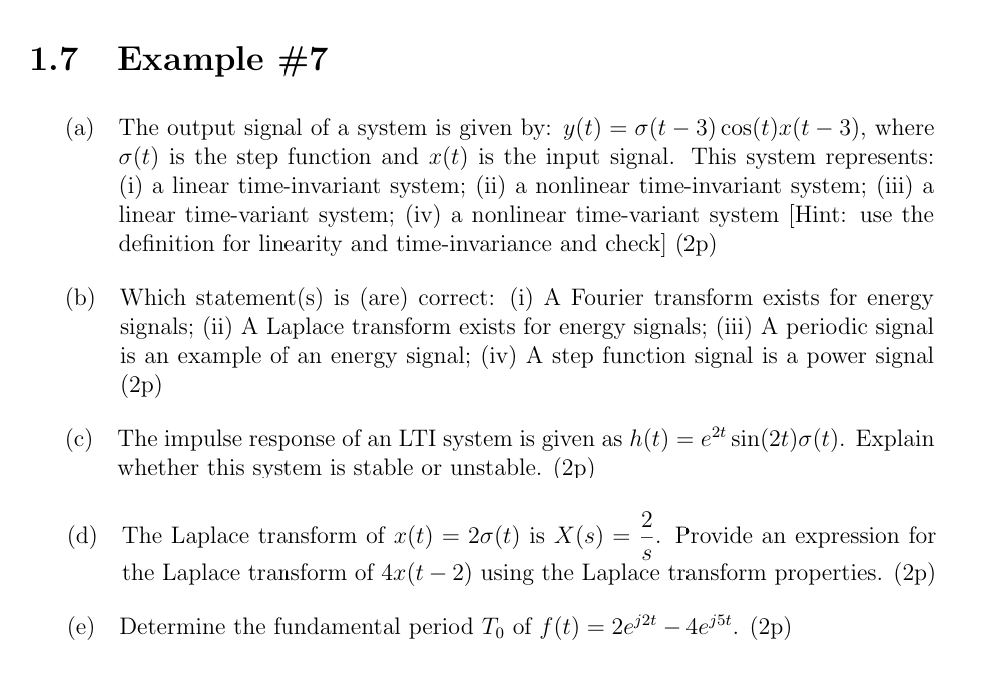 1.7 Example #7
(a) The output signal of a system is given by: y(t) = σ(t − 3) cos(t)x(t − 3), where
σ(t) is the step function and x(t) is the input signal. This system represents:
(i) a linear time-invariant system; (ii) a nonlinear time-invariant system; (iii) a
linear time-variant system; (iv) a nonlinear time-variant system [Hint: use the
definition for linearity and time-invariance and check] (2p)
(b) Which statement(s) is (are) correct: (i) A Fourier transform exists for energy
signals; (ii) A Laplace transform exists for energy signals; (iii) A periodic signal
is an example of an energy signal; (iv) A step function signal is a power signal
(2p)
(c) The impulse response of an LTI system is given as h(t) = e^{2t} sin(2t)σ(t). Explain
whether this system is stable or unstable. (2p)
(d) The Laplace transform of x(t) = 2σ(t) is X(s) = \frac{2}{s}. Provide an expression for
the Laplace transform of 4x(t − 2) using the Laplace transform properties. (2p)
(e) Determine the fundamental period T_0 of f(t) = 2e^{j2t} − 4e^{j5t}. (2p)